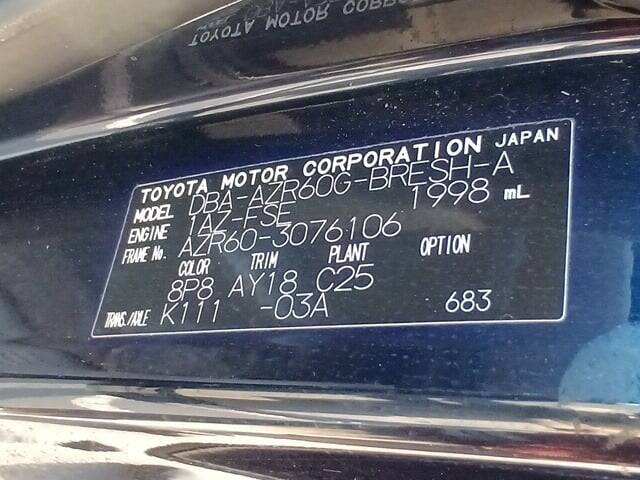 TOYOTA MOTOR CORPORATION JAPAN
MODEL DBA-AZR60G-BRESH-A
ENGINE 1AZ-FSE 1998 mL
FRAME No. AZR60-3076106
COLOR TRIM PLANT OPTION
8P8 AY18 C25
TRANS./AXLE K111 -03A 683